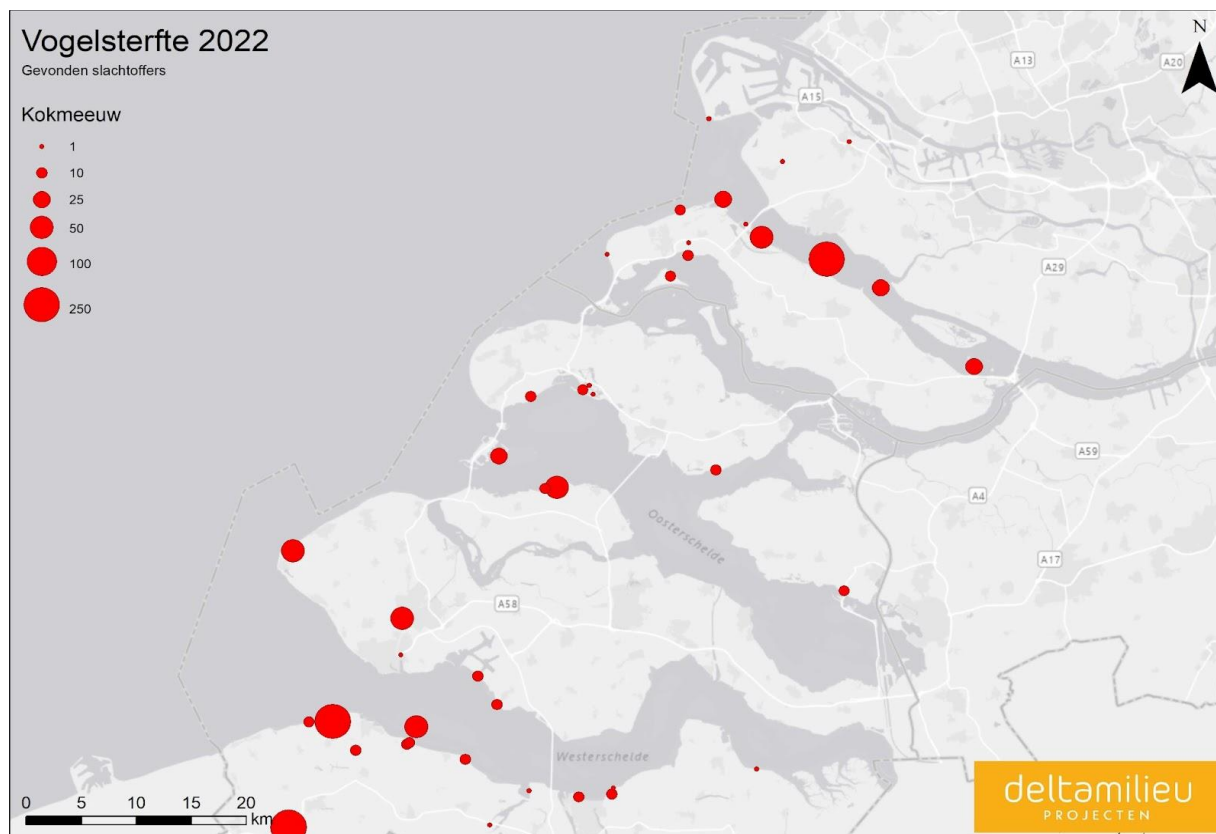 Vogelsterfte 2022
Gevonden slachtoffers
Kokmeeuw
1
10
25
50
100
250
N
A13
A20
A15
A29
A59
A4
A17
A58
Oosterschelde
Westerschelde
0 5 10 15 20
km
deltamilieu
PROJECTEN